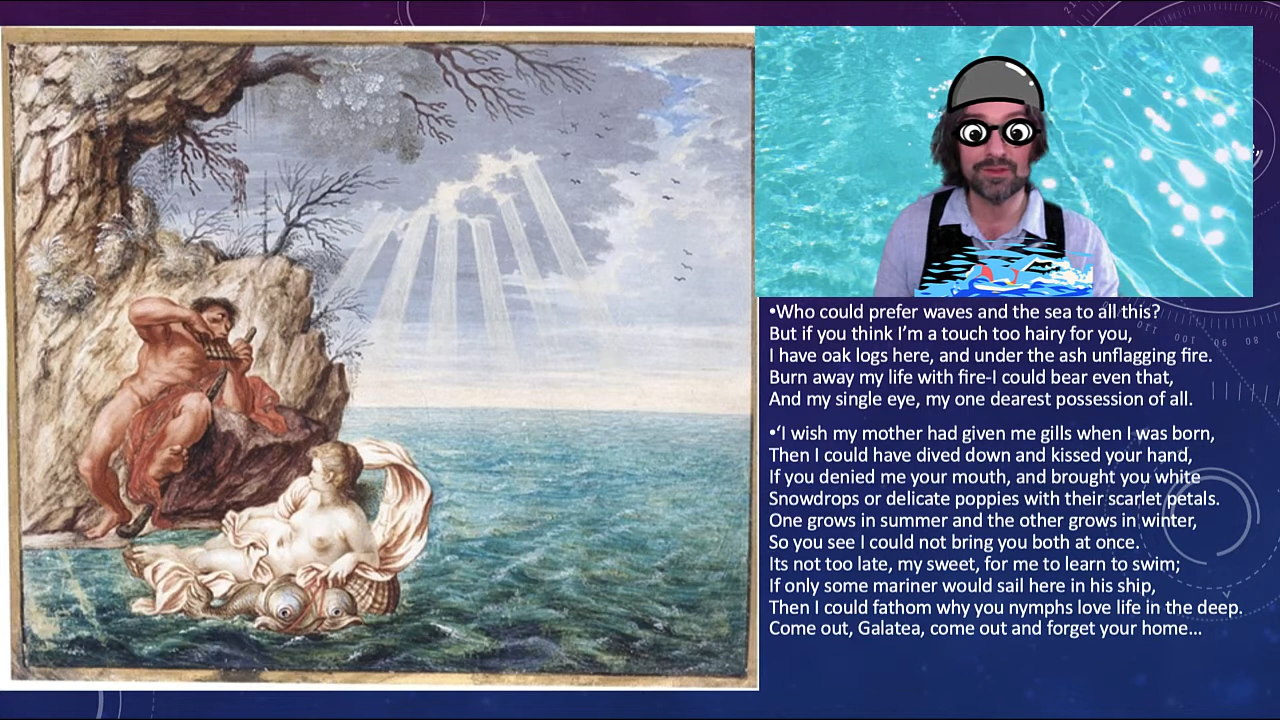 •Who could prefer waves and the sea to all this?
But if you think I'm a touch too hairy for you,
I have oak logs here, and under the ash unflagging fire.
Burn away my life with fire-I could bear even that,
And my single eye, my one dearest possession of all.
•‘I wish my mother had given me gills when I was born,
Then I could have dived down and kissed your hand,
If you denied me your mouth, and brought you white
Snowdrops or delicate poppies with their scarlet petals.
One grows in summer and the other grows in winter,
So you see I could not bring you both at once.
Its not too late, my sweet, for me to learn to swim;
If only some mariner would sail here in his ship,
Then I could fathom why you nymphs love life in the deep.
Come out, Galatea, come out and forget your home...